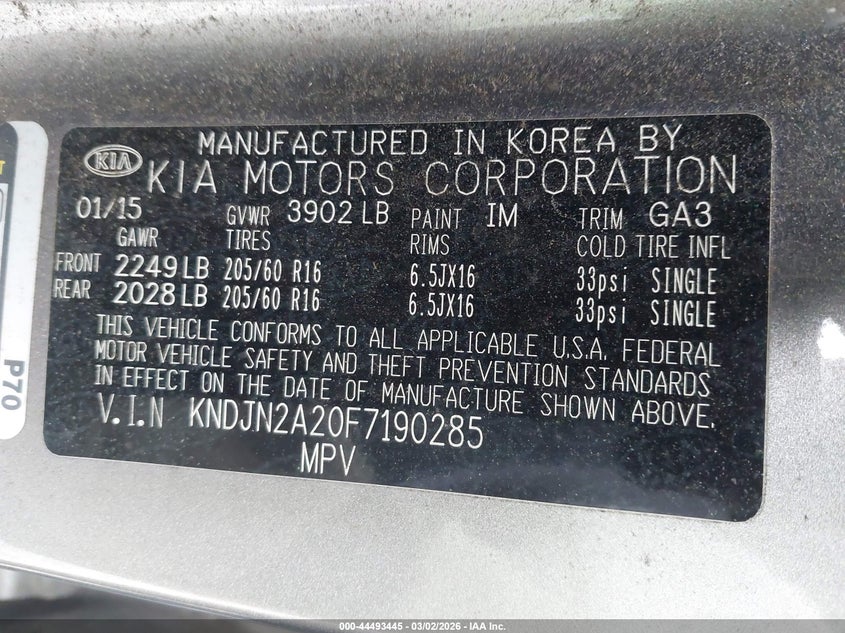 MANUFACTURED IN KOREA BY
KIA KIA MOTORS CORPORATION
01/15 GVWR 3902 LB PAINT IM TRIM GA3
GAWR TIRES RIMS COLD TIRE INFL
FRONT 2249 LB 205/60 R16 6.5JX16 33psi SINGLE
REAR 2028 LB 205/60 R16 6.5JX16 33psi SINGLE
THIS VEHICLE CONFORMS TO ALL APPLICABLE U.S.A. FEDERAL
MOTOR VEHICLE SAFETY AND THEFT PREVENTION STANDARDS
IN EFFECT ON THE DATE OF MANUFACTURE SHOWN ABOVE.
V.I.N KNDJN2A20F7190285
MPV
P70
000-44493445 - 03/02/2026 - IAA Inc.